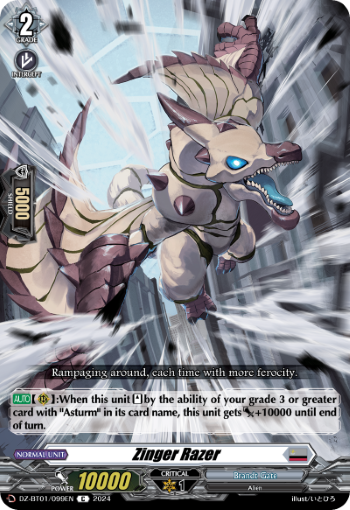 2
GRADE
INTERCEPT
5000
SHIELD
Rampaging around, each time with more ferocity.
AUTO [R]:When this unit by the ability of your grade 3 or greater
card with "Asturm" in its card name, this unit gets +10000 until end
of turn.
NORMAL UNIT
Zinger Razer
POWER 10000
CRITICAL
1
Brandt Gate
Alien
DZ-BT01/099EN C 2024
illust/いとひろ